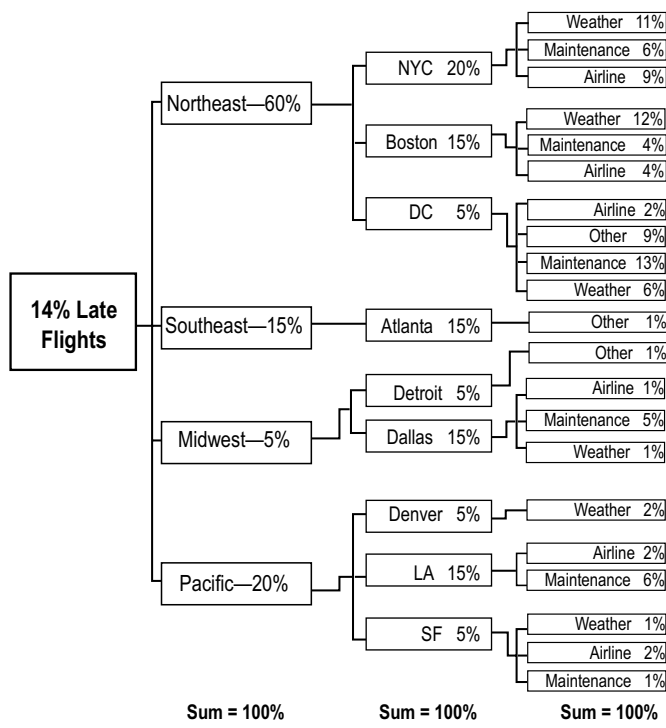 14% Late
Flights
Northeast—60%
Southeast—15%
Midwest—5%
Pacific—20%
NYC 20%
Boston 15%
DC 5%
Atlanta 15%
Detroit 5%
Dallas 15%
Denver 5%
LA 15%
SF 5%
Weather 11%
Maintenance 6%
Airline 9%
Weather 12%
Maintenance 4%
Airline 4%
Airline 2%
Other 9%
Maintenance 13%
Weather 6%
Other 1%
Other 1%
Airline 1%
Maintenance 5%
Weather 1%
Weather 2%
Airline 2%
Maintenance 6%
Weather 1%
Airline 2%
Maintenance 1%
Sum = 100%
Sum = 100%
Sum = 100%